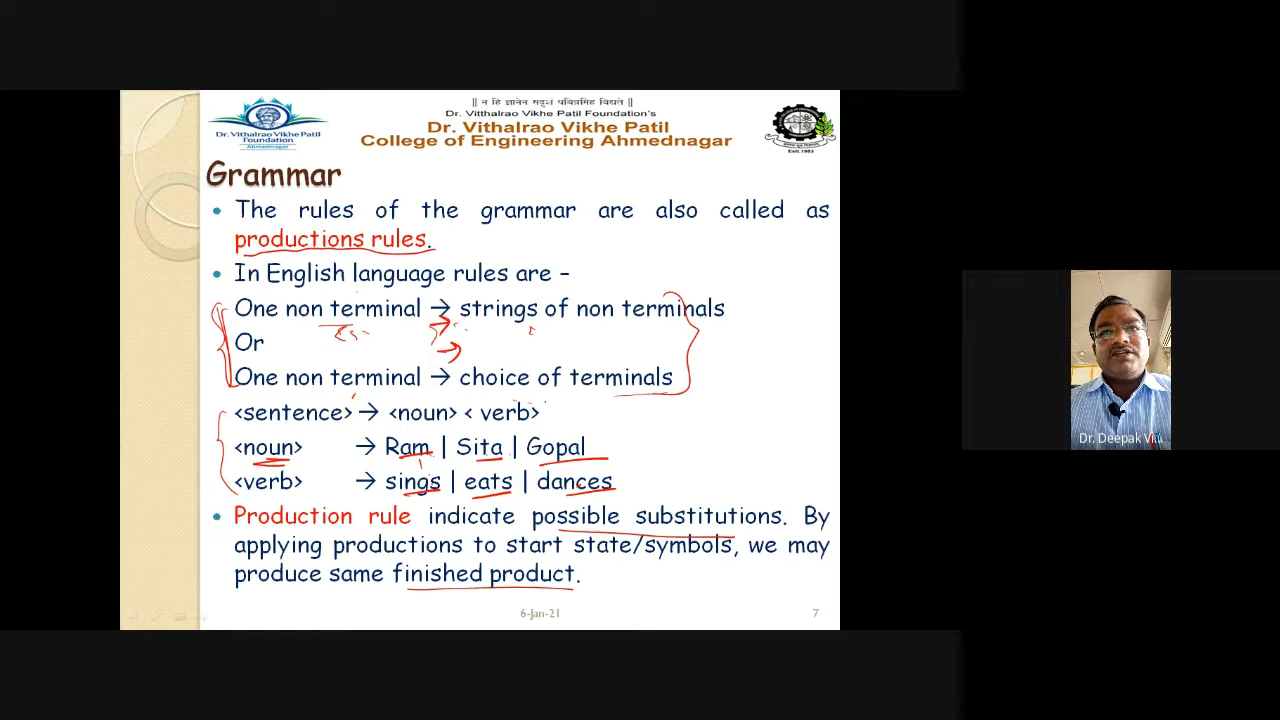 || न हि ज्ञानेन सदृशं पवित्रमिह विद्यते ||
Dr. Vitthalrao Vikhe Patil Foundation's
Dr. Vithalrao Vikhe Patil
College of Engineering Ahmednagar
Dr. Vithalrao Vikhe Patil
Foundation
Ahmednagar
Estt.1983
Grammar
• The rules of the grammar are also called as
productions rules.
• In English language rules are –
One non terminal → strings of non terminals
Or
One non terminal → choice of terminals
<sentence> → <noun> < verb>
<noun> → Ram | Sita | Gopal
<verb> → sings | eats | dances
• Production rule indicate possible substitutions. By
applying productions to start state/symbols, we may
produce same finished product.
6-Jan-21
7
Dr. Deepak